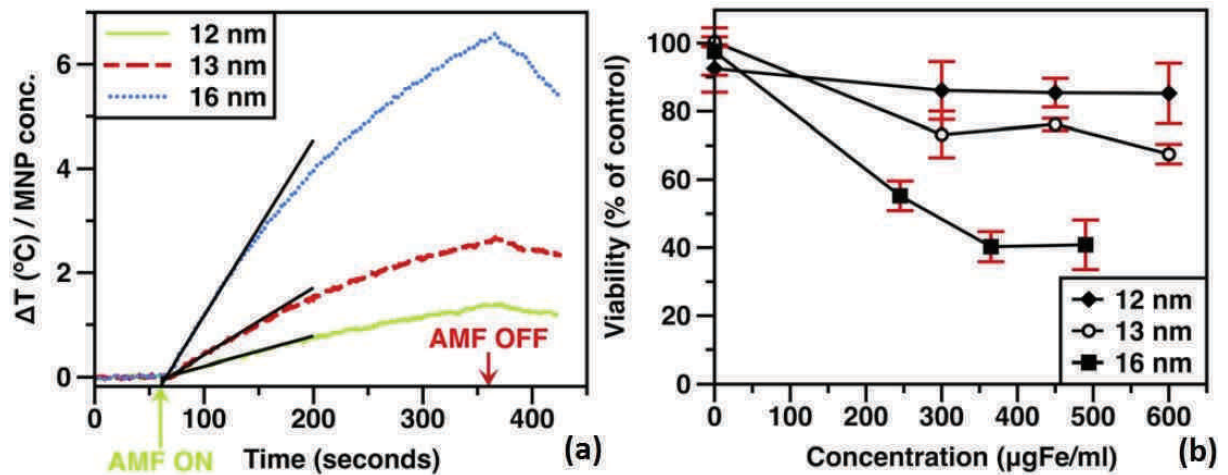 12 nm
13 nm
16 nm
6
4
2
0
ΔT (°C) / MNP conc.
AMF OFF
0 100 200 300 400
AMF ON
Time (seconds)
(a)
100
80
60
40
20
0
Viability (% of control)
12 nm
13 nm
16 nm
0 100 200 300 400 500 600
Concentration (µgFe/ml)
(b)